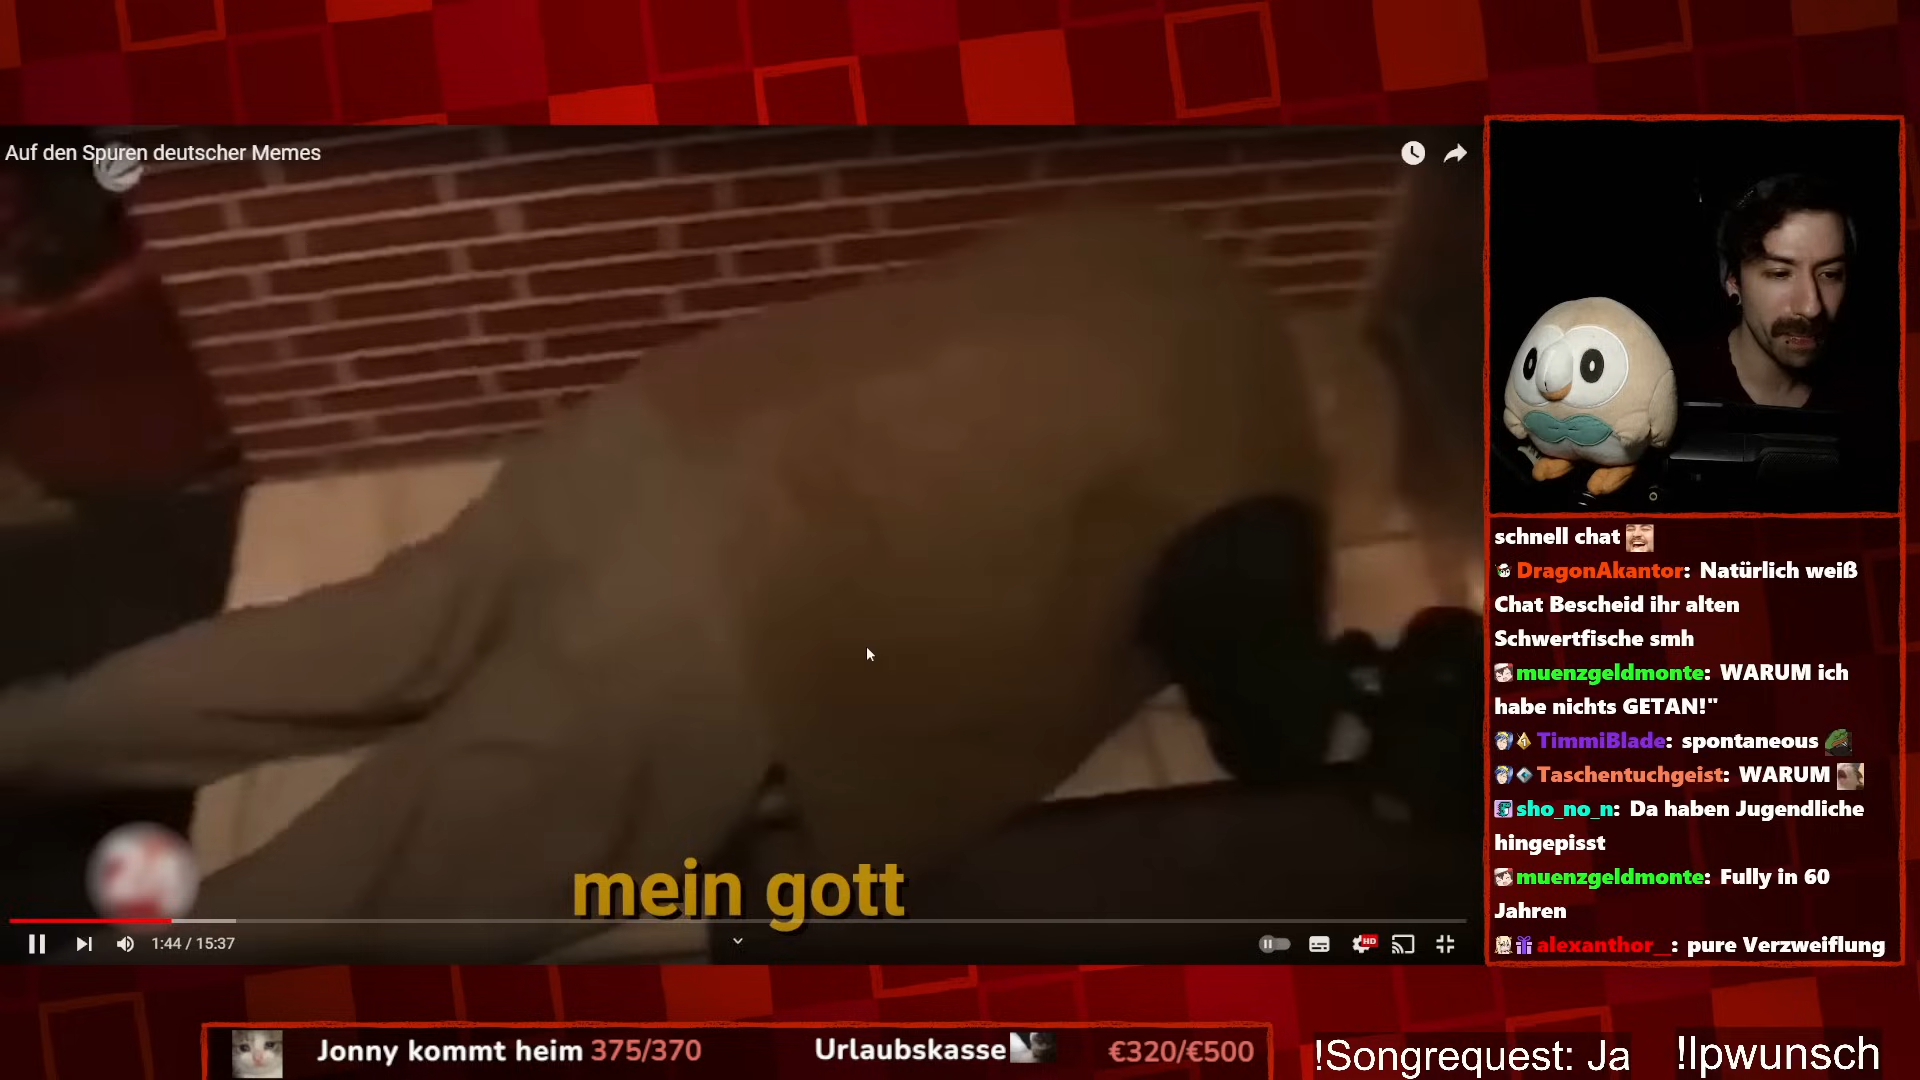 Auf den Spuren deutscher Memes
mein gott
1:44 / 15:37
HD
schnell chat
DragonAkantor: Natürlich weiß
Chat Bescheid ihr alten
Schwertfische smh
muenzgeldmonte: WARUM ich
habe nichts GETAN!"
TimmiBlade: spontaneous
Taschentuchgeist: WARUM
sho_no_n: Da haben Jugendliche
hingepisst
muenzgeldmonte: Fully in 60
Jahren
alexanthor__: pure Verzweiflung
Jonny kommt heim 375/370
Urlaubskasse €320/€500
!Songrequest: Ja
!lpwunsch